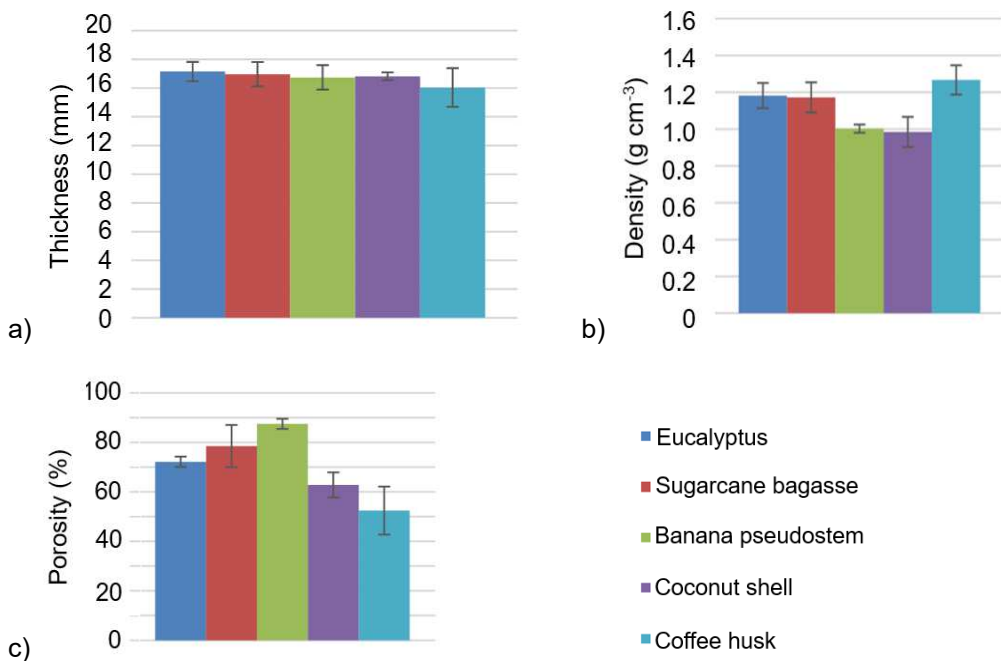 20
18
16
14
12
10
8
6
4
2
0
Thickness (mm)
a)
1.6
1.4
1.2
1.0
0.8
0.6
0.4
0.2
0
Density (g cm-3)
b)
100
80
60
40
20
0
Porosity (%)
c)
Eucalyptus
Sugarcane bagasse
Banana pseudostem
Coconut shell
Coffee husk